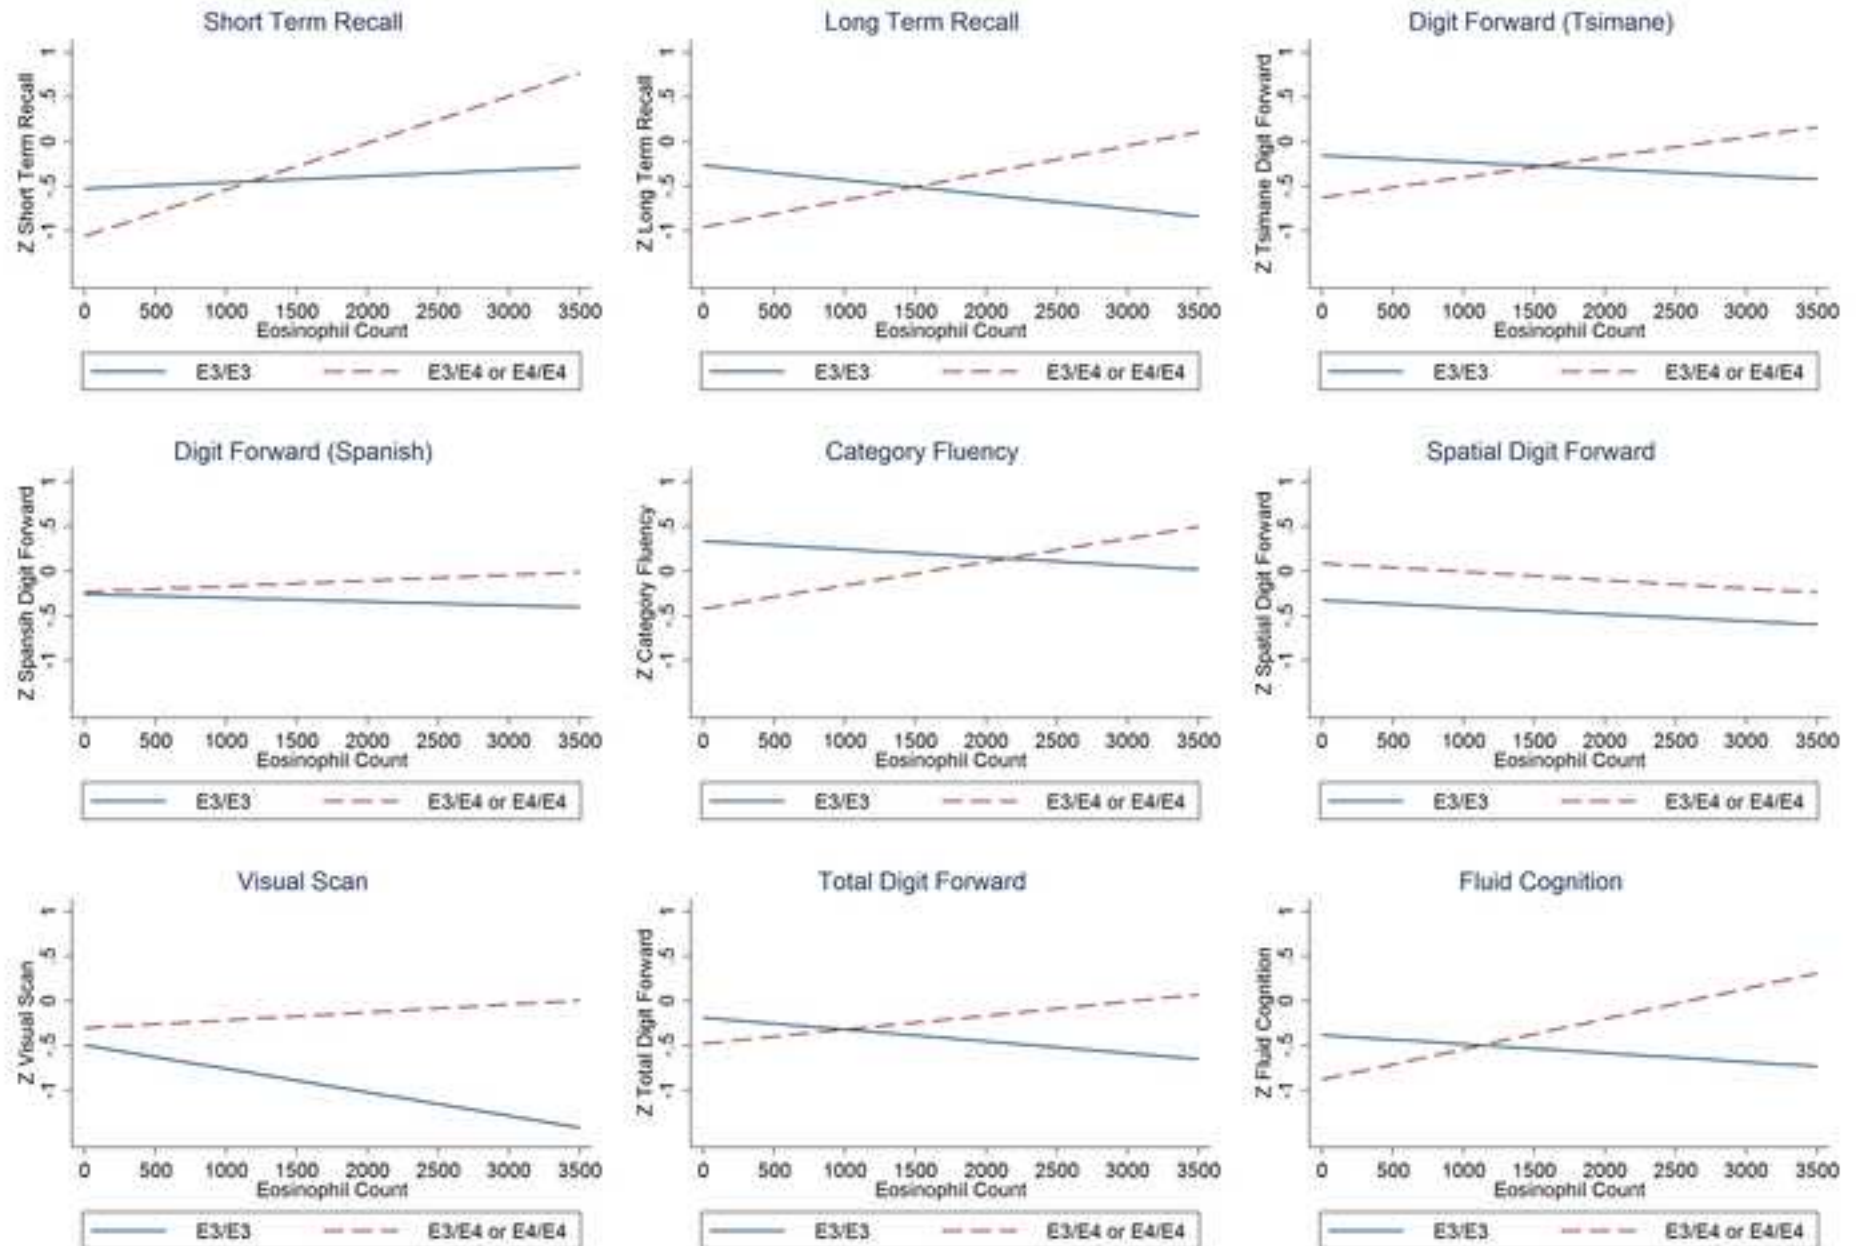 Short Term Recall
Z Short Term Recall
1
.5
0
-.5
-1
0 500 1000 1500 2000 2500 3000 3500
Eosinophil Count
E3/E3 E3/E4 or E4/E4
Long Term Recall
Z Long Term Recall
1
.5
0
-.5
-1
0 500 1000 1500 2000 2500 3000 3500
Eosinophil Count
E3/E3 E3/E4 or E4/E4
Digit Forward (Tsimane)
Z Tsimane Digit Forward
1
.5
0
-.5
-1
0 500 1000 1500 2000 2500 3000 3500
Eosinophil Count
E3/E3 E3/E4 or E4/E4
Digit Forward (Spanish)
Z Spansih Digit Forward
1
.5
0
-.5
-1
0 500 1000 1500 2000 2500 3000 3500
Eosinophil Count
E3/E3 E3/E4 or E4/E4
Category Fluency
Z Category Fluency
1
.5
0
-.5
-1
0 500 1000 1500 2000 2500 3000 3500
Eosinophil Count
E3/E3 E3/E4 or E4/E4
Spatial Digit Forward
Z Spatial Digit Forward
1
.5
0
-.5
-1
0 500 1000 1500 2000 2500 3000 3500
Eosinophil Count
E3/E3 E3/E4 or E4/E4
Visual Scan
Z Visual Scan
1
.5
0
-.5
-1
0 500 1000 1500 2000 2500 3000 3500
Eosinophil Count
E3/E3 E3/E4 or E4/E4
Total Digit Forward
Z Total Digit Forward
1
.5
0
-.5
-1
0 500 1000 1500 2000 2500 3000 3500
Eosinophil Count
E3/E3 E3/E4 or E4/E4
Fluid Cognition
Z Fluid Cognition
1
.5
0
-.5
-1
0 500 1000 1500 2000 2500 3000 3500
Eosinophil Count
E3/E3 E3/E4 or E4/E4